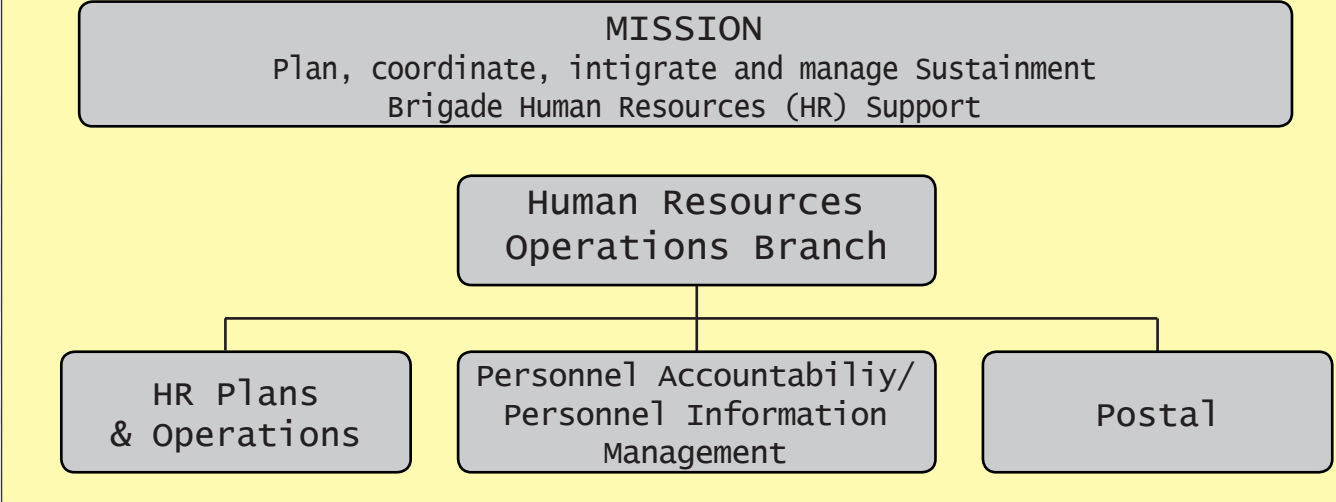 MISSION
Plan, coordinate, intigrate and manage Sustainment
Brigade Human Resources (HR) Support
Human Resources
Operations Branch
HR Plans
& Operations
Personnel Accountabiliy/
Personnel Information
Management
Postal